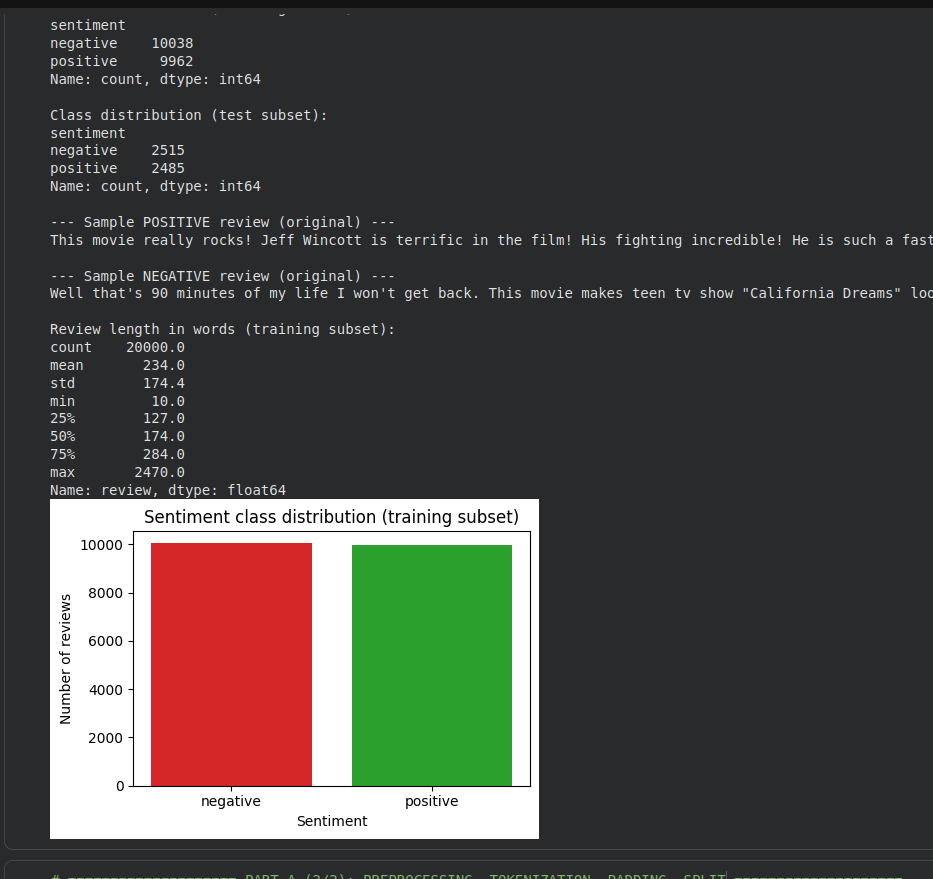 sentiment
negative    10038
positive     9962
Name: count, dtype: int64
Class distribution (test subset):
sentiment
negative    2515
positive    2485
Name: count, dtype: int64
--- Sample POSITIVE review (original) ---
This movie really rocks! Jeff Wincott is terrific in the film! His fighting incredible! He is such a fast
--- Sample NEGATIVE review (original) ---
Well that's 90 minutes of my life I won't get back. This movie makes teen tv show "California Dreams" loo
Review length in words (training subset):
count    20000.0
mean       234.0
std        174.4
min         10.0
25%        127.0
50%        174.0
75%        284.0
max       2470.0
Name: review, dtype: float64
Sentiment class distribution (training subset)
Number of reviews
10000
8000
6000
4000
2000
0
negative positive
Sentiment
# ==================== PART A (2/2): PREPROCESSING, TOKENIZATION, PADDING, SPLIT ====================